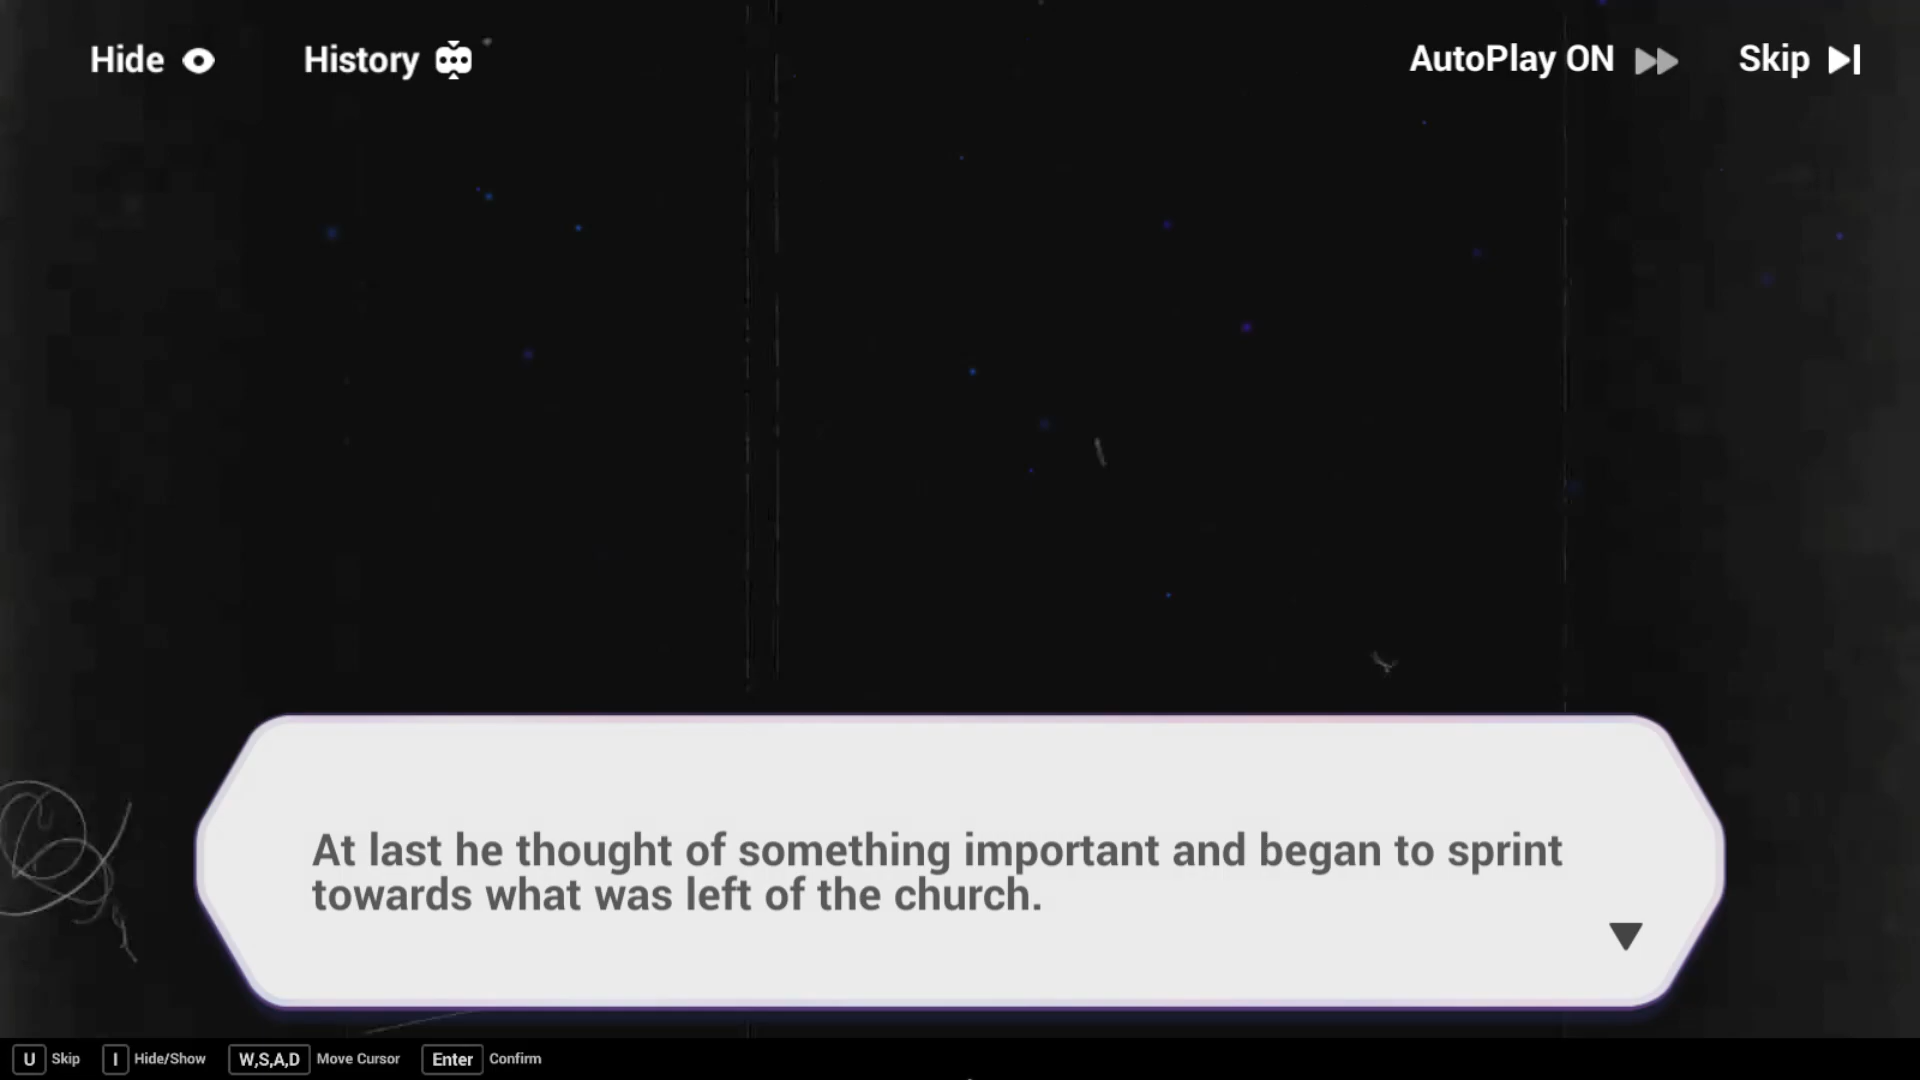 Hide
History
AutoPlay ON
Skip
At last he thought of something important and began to sprint
towards what was left of the church.
U Skip
I Hide/Show
W,S,A,D Move Cursor
Enter Confirm